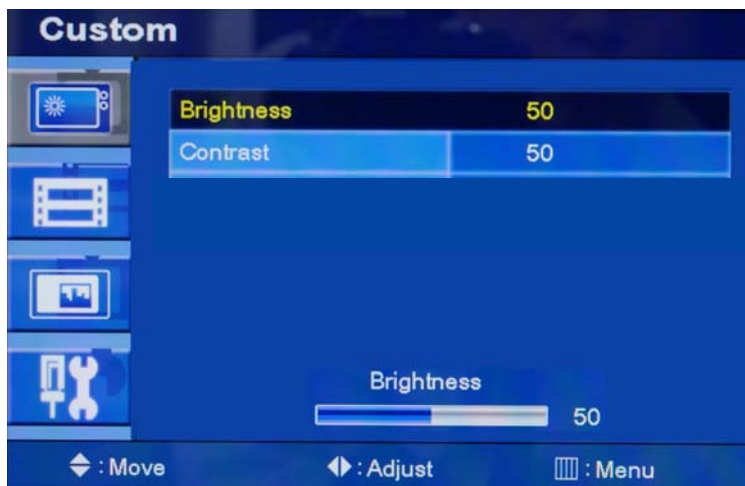 Custom
Brightness 50
Contrast 50
Brightness
50
: Move : Adjust : Menu